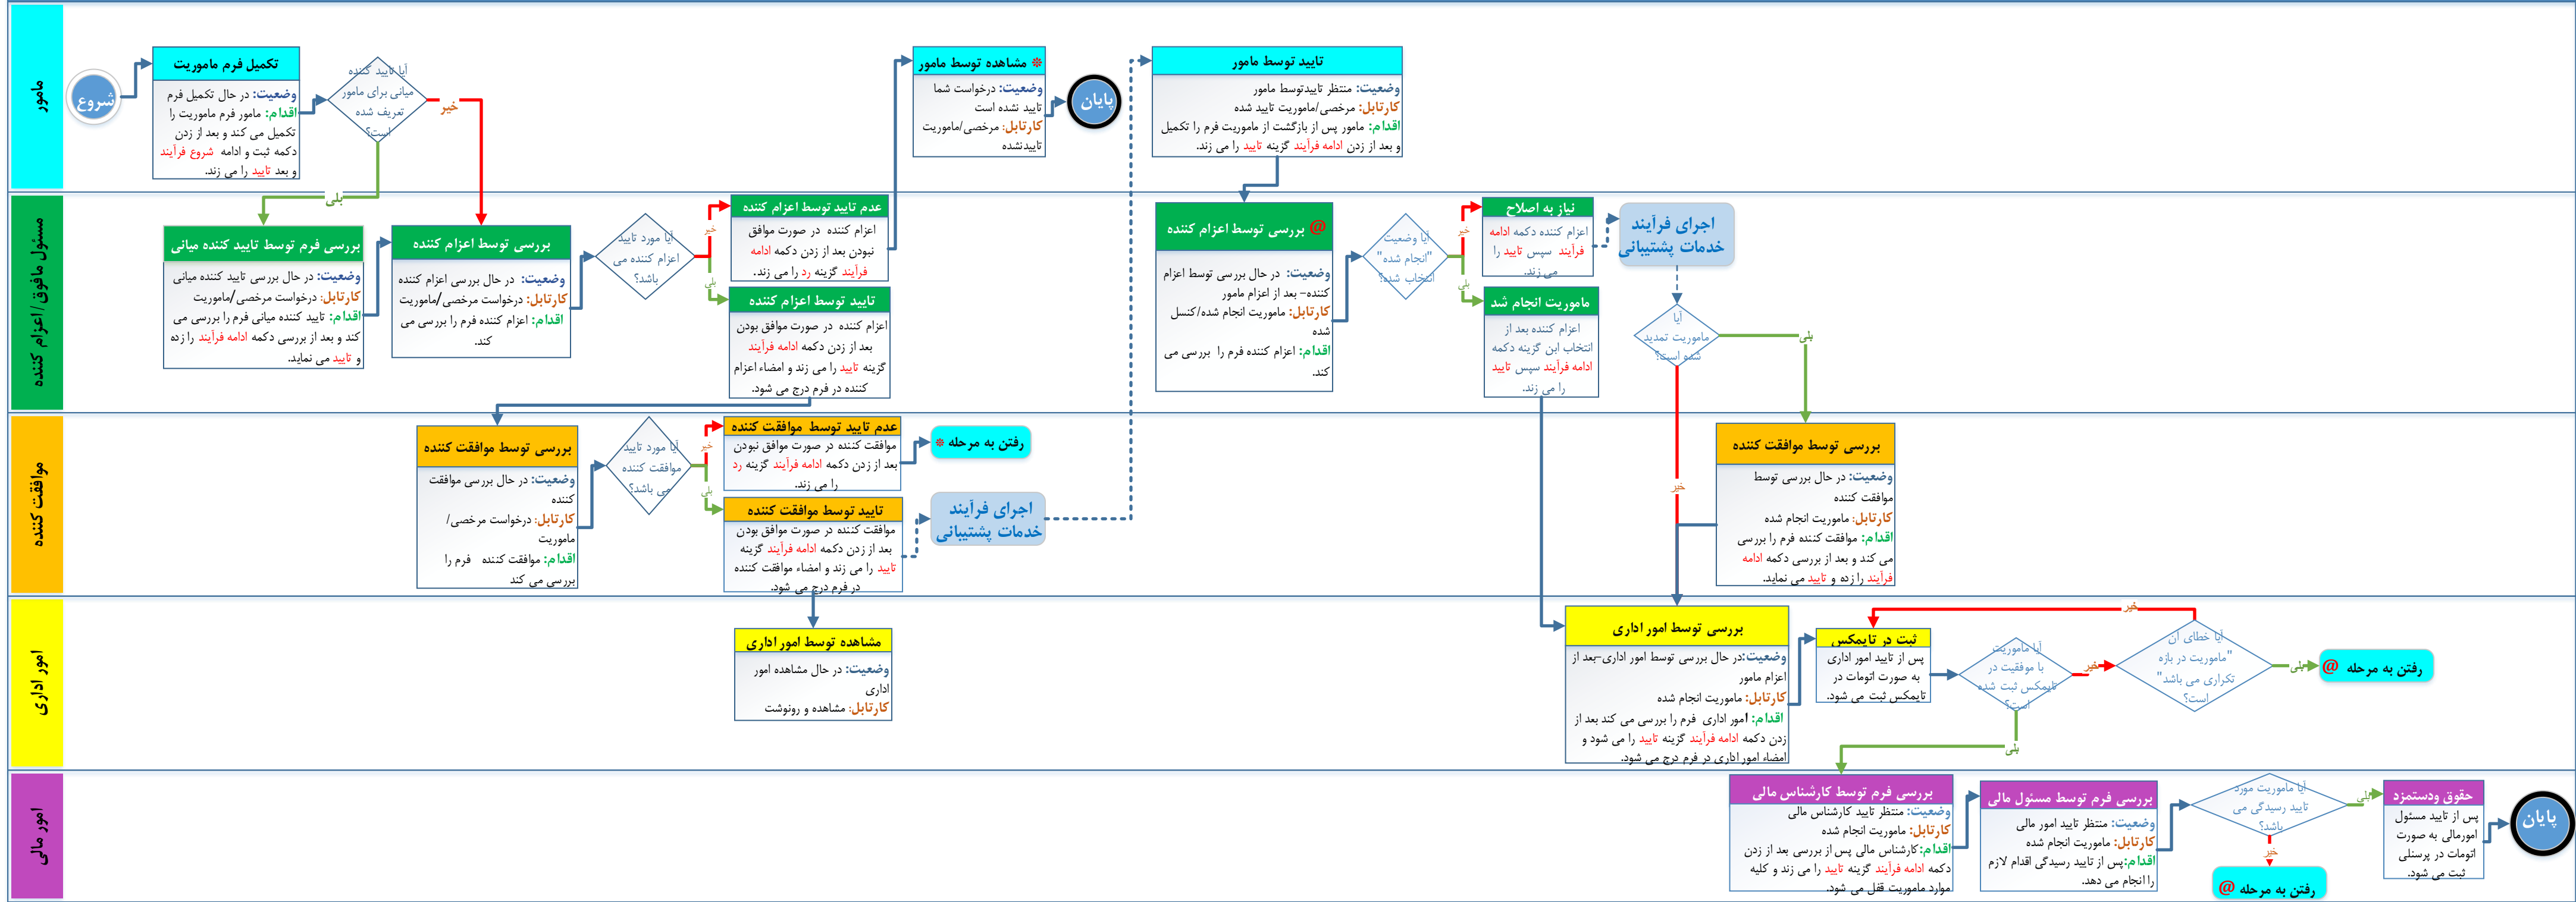 مامور
شروع
تکمیل فرم ماموریت
وضعیت: در حال تکمیل فرم
اقدام: مامور فرم ماموریت را
تکمیل می کند و بعد از زدن
دکمه ثبت و ادامه شروع فرآیند
و بعد تایید را می زند.
آیا تایید کننده
میانی برای مامور
تعریف شده
است؟
خیر
بلی
❊ مشاهده توسط مامور
وضعیت: درخواست شما
تایید نشده است
کارتابل: مرخصی/ماموریت
تاییدنشده
پایان
تایید توسط مامور
وضعیت: منتظر تاییدتوسط مامور
کارتابل: مرخصی/ماموریت تایید شده
اقدام: مامور پس از بازگشت از ماموریت فرم را تکمیل
و بعد از زدن ادامه فرآیند گزینه تایید را می زند.
مسئول مافوق/اعزام کننده
بررسی فرم توسط تایید کننده میانی
وضعیت: در حال بررسی تایید کننده میانی
کارتابل: درخواست مرخصی/ماموریت
اقدام: تایید کننده میانی فرم را بررسی می
کند و بعد از بررسی دکمه ادامه فرآیند را زده
و تایید می نماید.
بررسی توسط اعزام کننده
وضعیت: در حال بررسی اعزام کننده
کارتابل: درخواست مرخصی/ماموریت
اقدام: اعزام کننده فرم را بررسی می
کند.
آیا مورد تایید
اعزام کننده می
باشد؟
خیر
بلی
عدم تایید توسط اعزام کننده
اعزام کننده در صورت موافق
نبودن بعد از زدن دکمه ادامه
فرآیند گزینه رد را می زند.
تایید توسط اعزام کننده
اعزام کننده در صورت موافق بودن
بعد از زدن دکمه ادامه فرآیند
گزینه تایید را می زند و امضاء اعزام
کننده در فرم درج می شود.
@ بررسی توسط اعزام کننده
وضعیت: در حال بررسی توسط اعزام
کننده– بعد از اعزام مامور
کارتابل: ماموریت انجام شده/کنسل
شده
اقدام: اعزام کننده فرم را بررسی می
کند.
آیا وضعیت
"انجام شده"
انتخاب شده؟
خیر
بلی
نیاز به اصلاح
اعزام کننده دکمه ادامه
فرآیند سپس تایید را
می زند.
ماموریت انجام شد
اعزام کننده بعد از
انتخاب این گزینه دکمه
ادامه فرآیند سپس تایید
را می زند.
اجرای فرآیند
خدمات پشتیبانی
آیا
ماموریت تمدید
شده است؟
بلی
خیر
موافقت کننده
بررسی توسط موافقت کننده
وضعیت: در حال بررسی موافقت
کننده
کارتابل: درخواست مرخصی/
ماموریت
اقدام: موافقت کننده فرم را
بررسی می کند
آیا مورد تایید
موافقت کننده
می باشد؟
خیر
بلی
عدم تایید توسط موافقت کننده
موافقت کننده در صورت موافق نبودن
بعد از زدن دکمه ادامه فرآیند گزینه رد
را می زند.
رفتن به مرحله ❊
تایید توسط موافقت کننده
موافقت کننده در صورت موافق بودن
بعد از زدن دکمه ادامه فرآیند گزینه
تایید را می زند و امضاء موافقت کننده
در فرم درج می شود.
اجرای فرآیند
خدمات پشتیبانی
بررسی توسط موافقت کننده
وضعیت: در حال بررسی توسط
موافقت کننده
کارتابل: ماموریت انجام شده
اقدام: موافقت کننده فرم را بررسی
می کند و بعد از بررسی دکمه ادامه
فرآیند را زده و تایید می نماید.
امور اداری
مشاهده توسط امور اداری
وضعیت: در حال مشاهده امور
اداری
کارتابل: مشاهده و رونوشت
بررسی توسط امور اداری
وضعیت:در حال بررسی توسط امور اداری–بعد از
اعزام مامور
کارتابل: ماموریت انجام شده
اقدام: امور اداری فرم را بررسی می کند بعد از
زدن دکمه ادامه فرآیند گزینه تایید را می شود و
امضاء امور اداری در فرم درج می شود.
ثبت در تایمکس
پس از تایید امور اداری
به صورت اتومات در
تایمکس ثبت می شود.
آیا ماموریت
با موفقیت در
تایمکس ثبت شده
است؟
خیر
بلی
آیا خطای آن
"ماموریت در بازه
تکراری می باشد"
است؟
خیر
بلی
رفتن به مرحله @
امور مالی
بررسی فرم توسط کارشناس مالی
وضعیت: منتظر تایید کارشناس مالی
کارتابل: ماموریت انجام شده
اقدام:کارشناس مالی پس از بررسی بعد از زدن
دکمه ادامه فرآیند گزینه تایید را می زند و کلیه
موارد ماموریت قفل می شود.
بررسی فرم توسط مسئول مالی
وضعیت: منتظر تایید امور مالی
کارتابل: ماموریت انجام شده
اقدام:پس از تایید رسیدگی اقدام لازم
را انجام می دهد.
آیا ماموریت مورد
تایید رسیدگی می
باشد؟
بلی
خیر
رفتن به مرحله @
حقوق ودستمزد
پس از تایید مسئول
امورمالی به صورت
اتومات در پرسنلی
ثبت می شود.
پایان